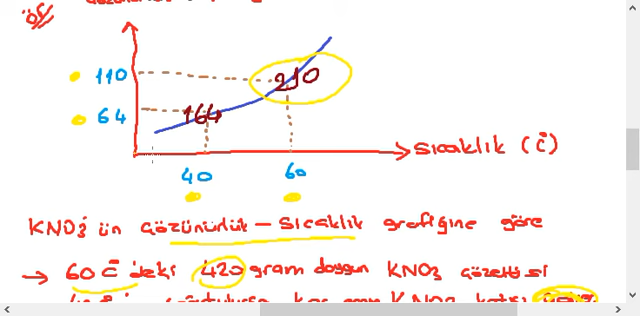 ÖR/
110
210
64
164
Sıcaklık (C̊)
40
60
KNO3'ün çözünürlük – Sıcaklık grafiğine göre
→ 60 C̊'deki 420 gram doygun KNO3 çözeltisi